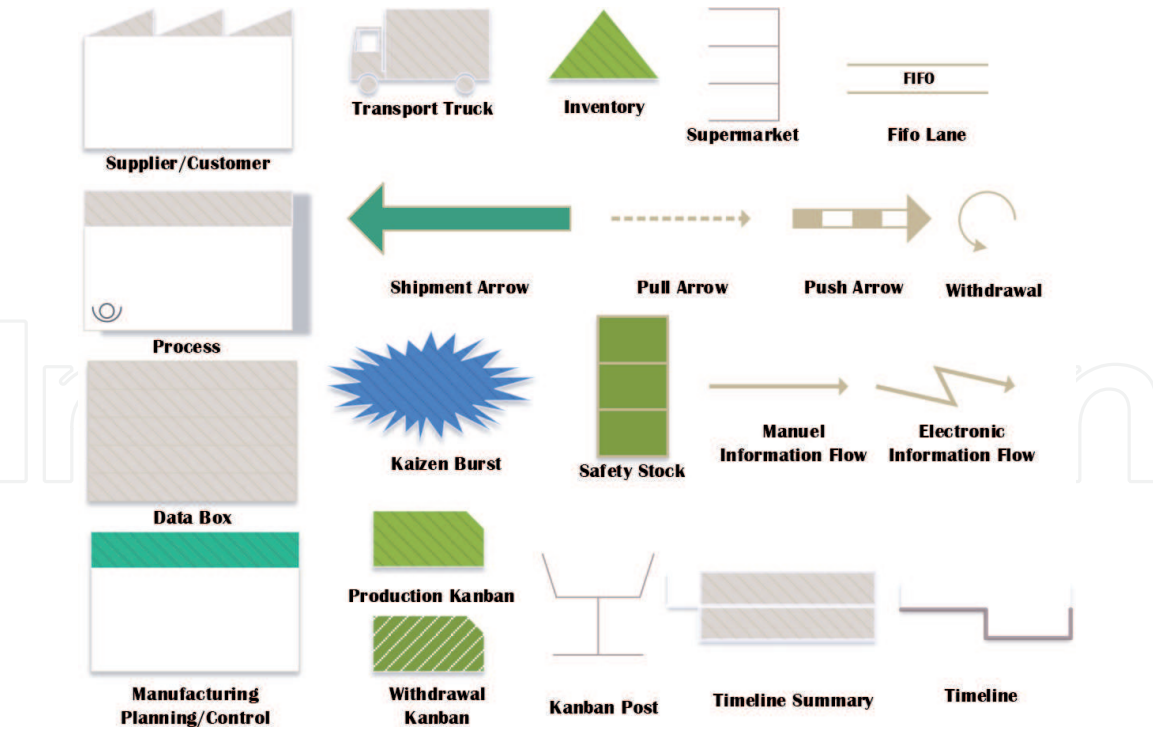 Transport Truck
Inventory
Supermarket
FIFO
Fifo Lane
Supplier/Customer
Shipment Arrow
Pull Arrow
Push Arrow
Withdrawal
Process
Kaizen Burst
Safety Stock
Manuel
Information Flow
Electronic
Information Flow
Data Box
Production Kanban
Manufacturing
Planning/Control
Withdrawal
Kanban
Kanban Post
Timeline Summary
Timeline